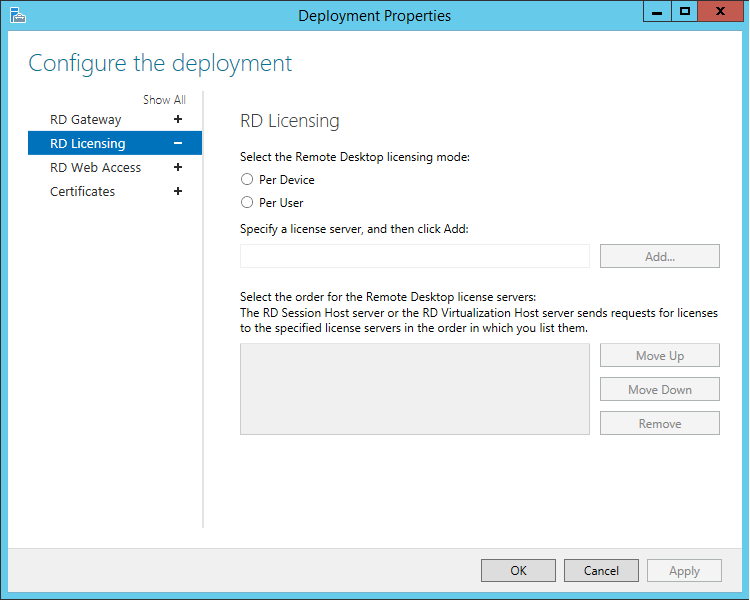 Deployment Properties
Configure the deployment
Show All
RD Gateway +
RD Licensing −
RD Web Access +
Certificates +
RD Licensing
Select the Remote Desktop licensing mode:
Per Device
Per User
Specify a license server, and then click Add:
Add...
Select the order for the Remote Desktop license servers:
The RD Session Host server or the RD Virtualization Host server sends requests for licenses
to the specified license servers in the order in which you list them.
Move Up
Move Down
Remove
OK Cancel Apply